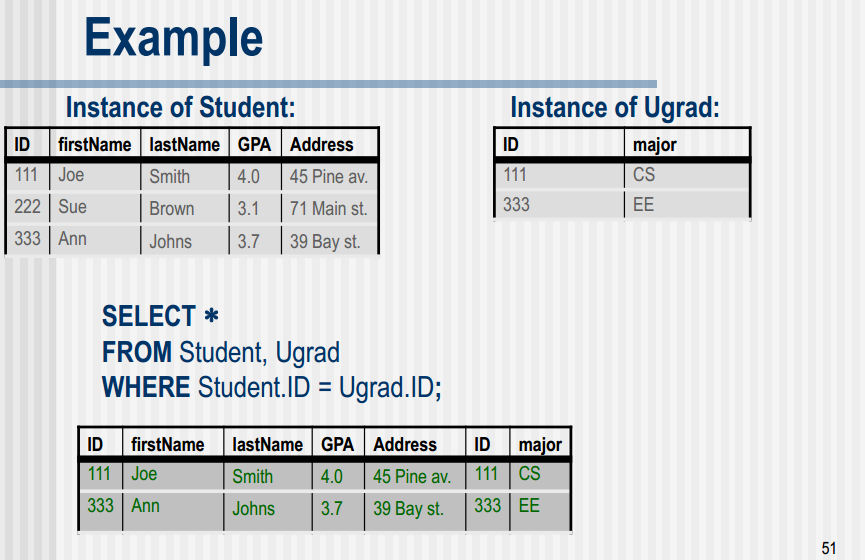 Example
Instance of Student:
ID firstName lastName GPA Address
111 Joe Smith 4.0 45 Pine av.
222 Sue Brown 3.1 71 Main st.
333 Ann Johns 3.7 39 Bay st.
Instance of Ugrad:
ID major
111 CS
333 EE
SELECT *
FROM Student, Ugrad
WHERE Student.ID = Ugrad.ID;
ID firstName lastName GPA Address ID major
111 Joe Smith 4.0 45 Pine av. 111 CS
333 Ann Johns 3.7 39 Bay st. 333 EE
51